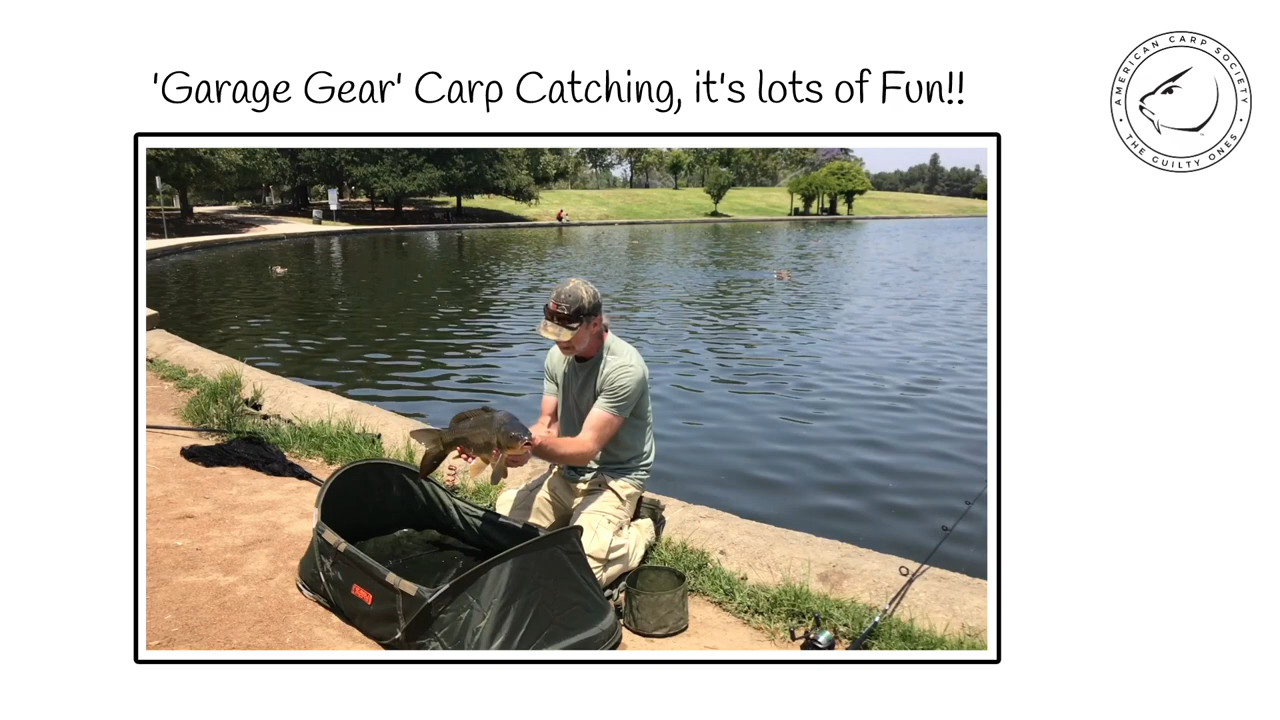 'Garage Gear' Carp Catching, it's lots of Fun!!
AMERICAN CARP SOCIETY
• THE GUILTY ONES •